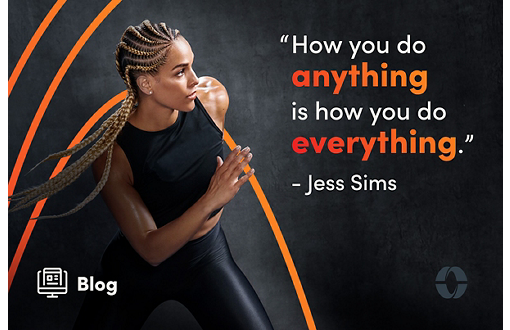 “How you do
anything
is how you do
everything.”
- Jess Sims
Blog